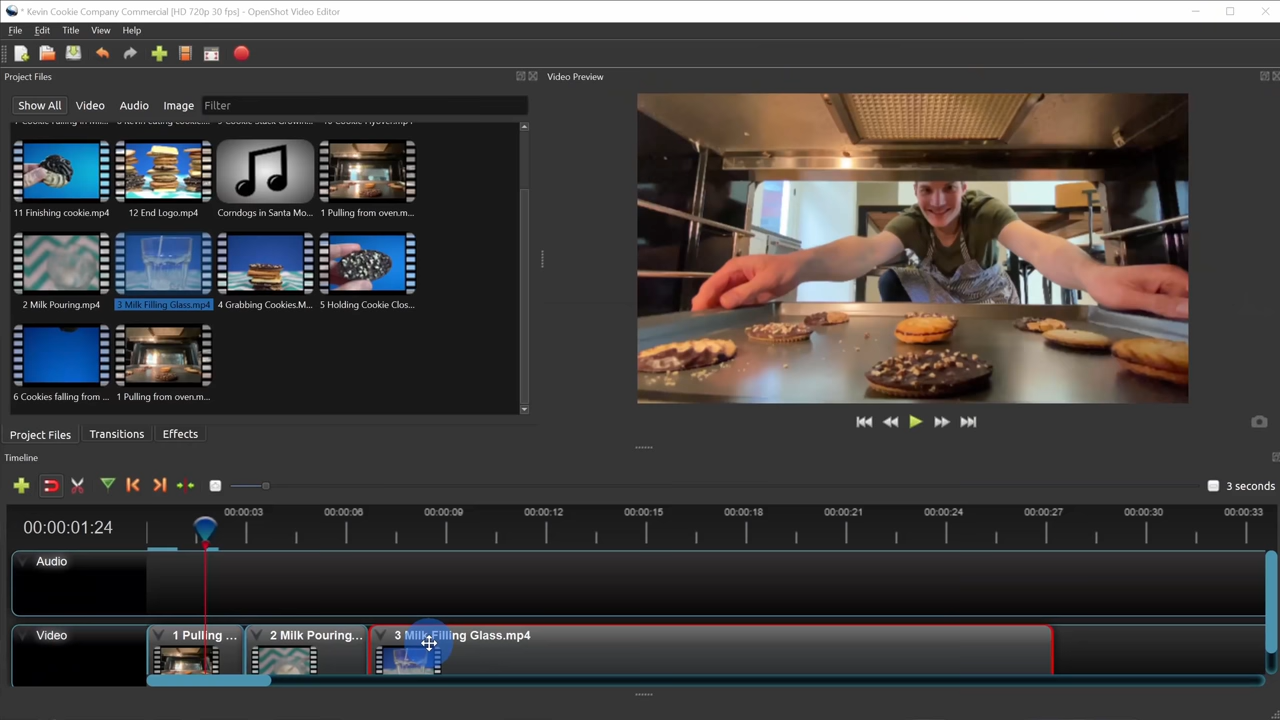 * Kevin Cookie Company Commercial [HD 720p 30 fps] - OpenShot Video Editor
File Edit Title View Help
Project Files
Video Preview
Show All Video Audio Image Filter
11 Finishing cookie.mp4 12 End Logo.mp4 Corndogs in Santa Mo... 1 Pulling from oven.m...
2 Milk Pouring.mp4 3 Milk Filling Glass.mp4 4 Grabbing Cookies.M... 5 Holding Cookie Clos...
6 Cookies falling from ... 1 Pulling from oven.m...
Project Files Transitions Effects
Timeline
3 seconds
00:00:01:24
00:00:03 00:00:06 00:00:09 00:00:12 00:00:15 00:00:18 00:00:21 00:00:24 00:00:27 00:00:30 00:00:33
Audio
Video
1 Pulling ... 2 Milk Pouring... 3 Milk Filling Glass.mp4